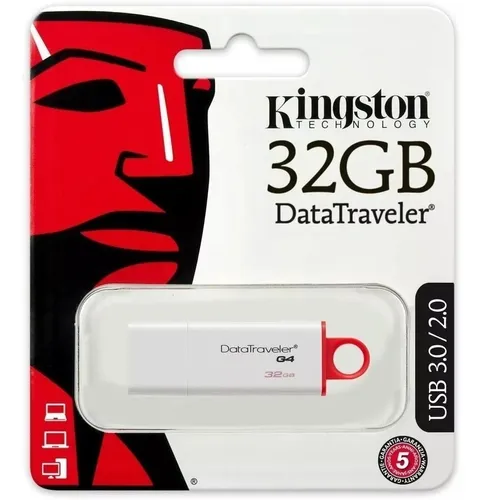 Kingston®
TECHNOLOGY
32GB
DataTraveler®
DataTraveler®
G4
32GB
USB 3.0 / 2.0
5